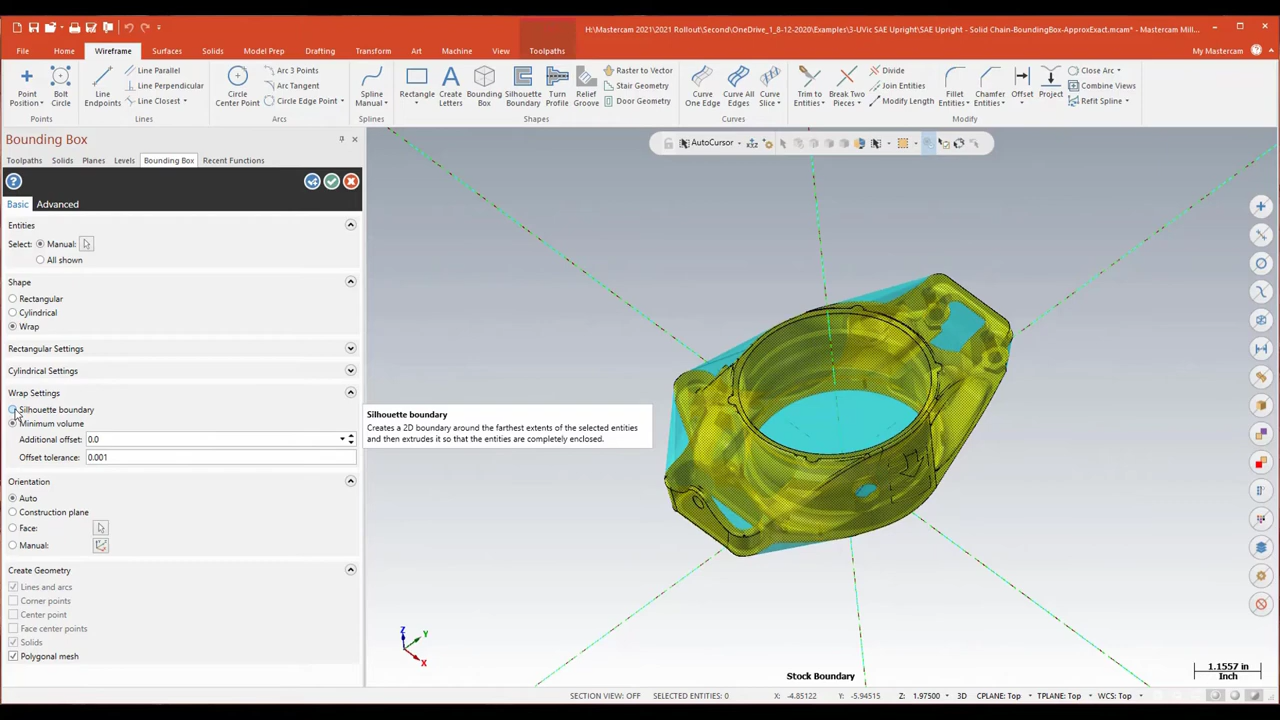 H:\Mastercam 2021\2021 Rollout\Second\OneDrive_1_8-12-2020\Examples\3-UVir SAE Upright\SAE Upright - Solid Chain-BoundingBox-ApproxExact.mcam* - Mastercam Mill...
File Home Wireframe Surfaces Solids Model Prep Drafting Transform Art Machine View Toolpaths My Mastercam
Point Position
Bolt Circle
Points
Line Endpoints
Line Parallel
Line Perpendicular
Line Closest
Lines
Circle Center Point
Arc 3 Points
Arc Tangent
Circle Edge Point
Arcs
Spline Manual
Splines
Rectangle
Create Letters
Bounding Box
Silhouette Boundary
Turn Profile
Relief Groove
Raster to Vector
Stair Geometry
Door Geometry
Shapes
Curve One Edge
Curve All Edges
Curve Slice
Curves
Trim to Entities
Break Two Pieces
Divide
Join Entities
Modify Length
Fillet Entities
Chamfer Entities
Offset
Project
Close Arc
Combine Views
Refit Spline
Modify
Bounding Box
Toolpaths Solids Planes Levels Bounding Box Recent Functions
AutoCursor
Basic Advanced
Entities
Select: Manual:
All shown
Shape
Rectangular
Cylindrical
Wrap
Rectangular Settings
Cylindrical Settings
Wrap Settings
Silhouette boundary
Minimum volume
Additional offset: 0.0
Offset tolerance: 0.001
Silhouette boundary
Creates a 2D boundary around the farthest extents of the selected entities
and then extrudes it so that the entities are completely enclosed.
Orientation
Auto
Construction plane
Face:
Manual:
Create Geometry
Lines and arcs
Corner points
Center point
Face center points
Solids
Polygonal mesh
Z
Y
X
Stock Boundary
1.1557 in
Inch
SECTION VIEW: OFF SELECTED ENTITIES: 0 X: -4.85122 Y: -5.94515 Z: 1.97500 3D CPLANE: Top TPLANE: Top WCS: Top